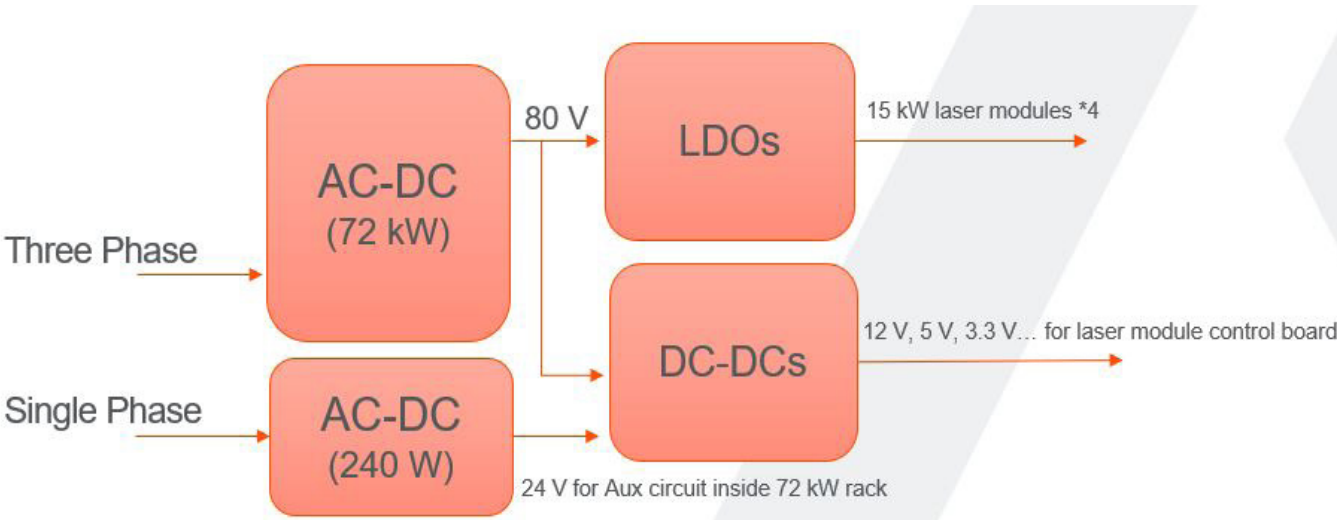 80 V
LDOs
15 kW laser modules *4
AC-DC
(72 kW)
Three Phase
DC-DCs
12 V, 5 V, 3.3 V... for laser module control board
Single Phase
AC-DC
(240 W)
24 V for Aux circuit inside 72 kW rack